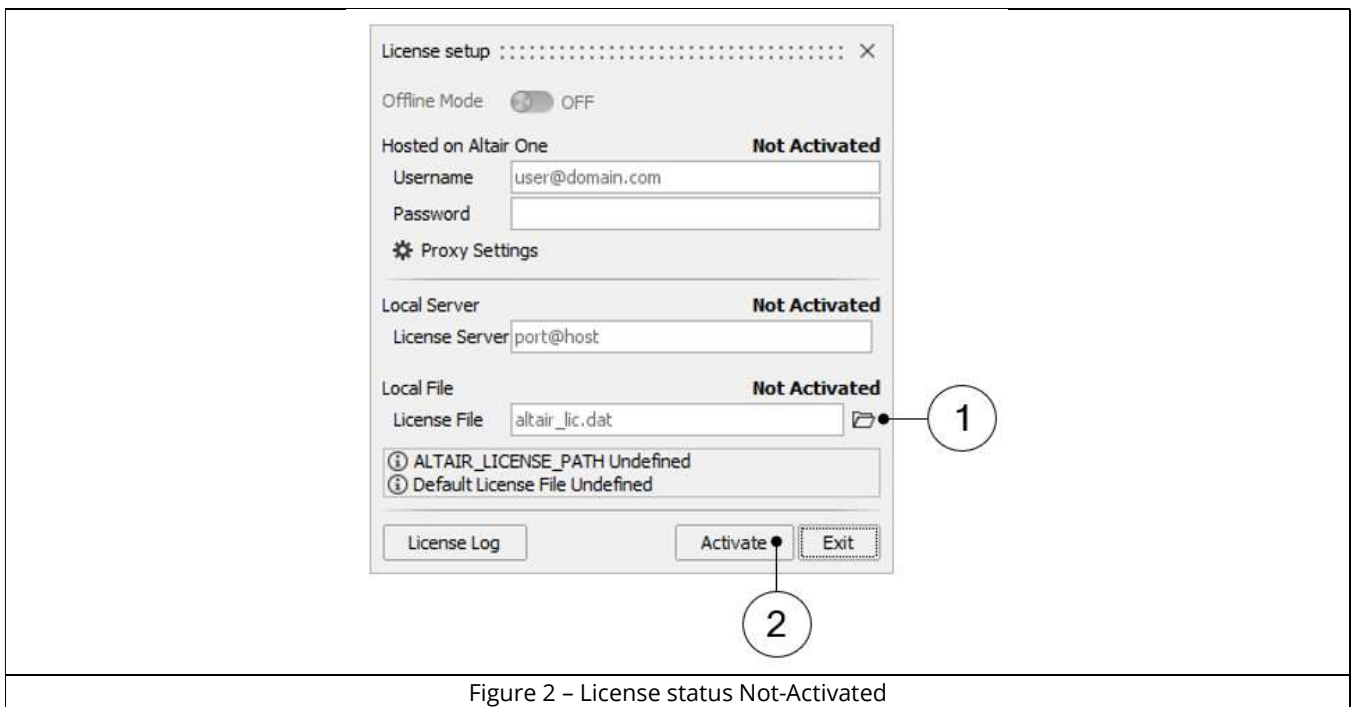 License setup
Offline Mode OFF
Hosted on Altair One Not Activated
Username user@domain.com
Password
Proxy Settings
Local Server Not Activated
License Server port@host
Local File Not Activated
License File altair_lic.dat
1
ALTAIR_LICENSE_PATH Undefined
Default License File Undefined
License Log Activate Exit
2
Figure 2 – License status Not-Activated